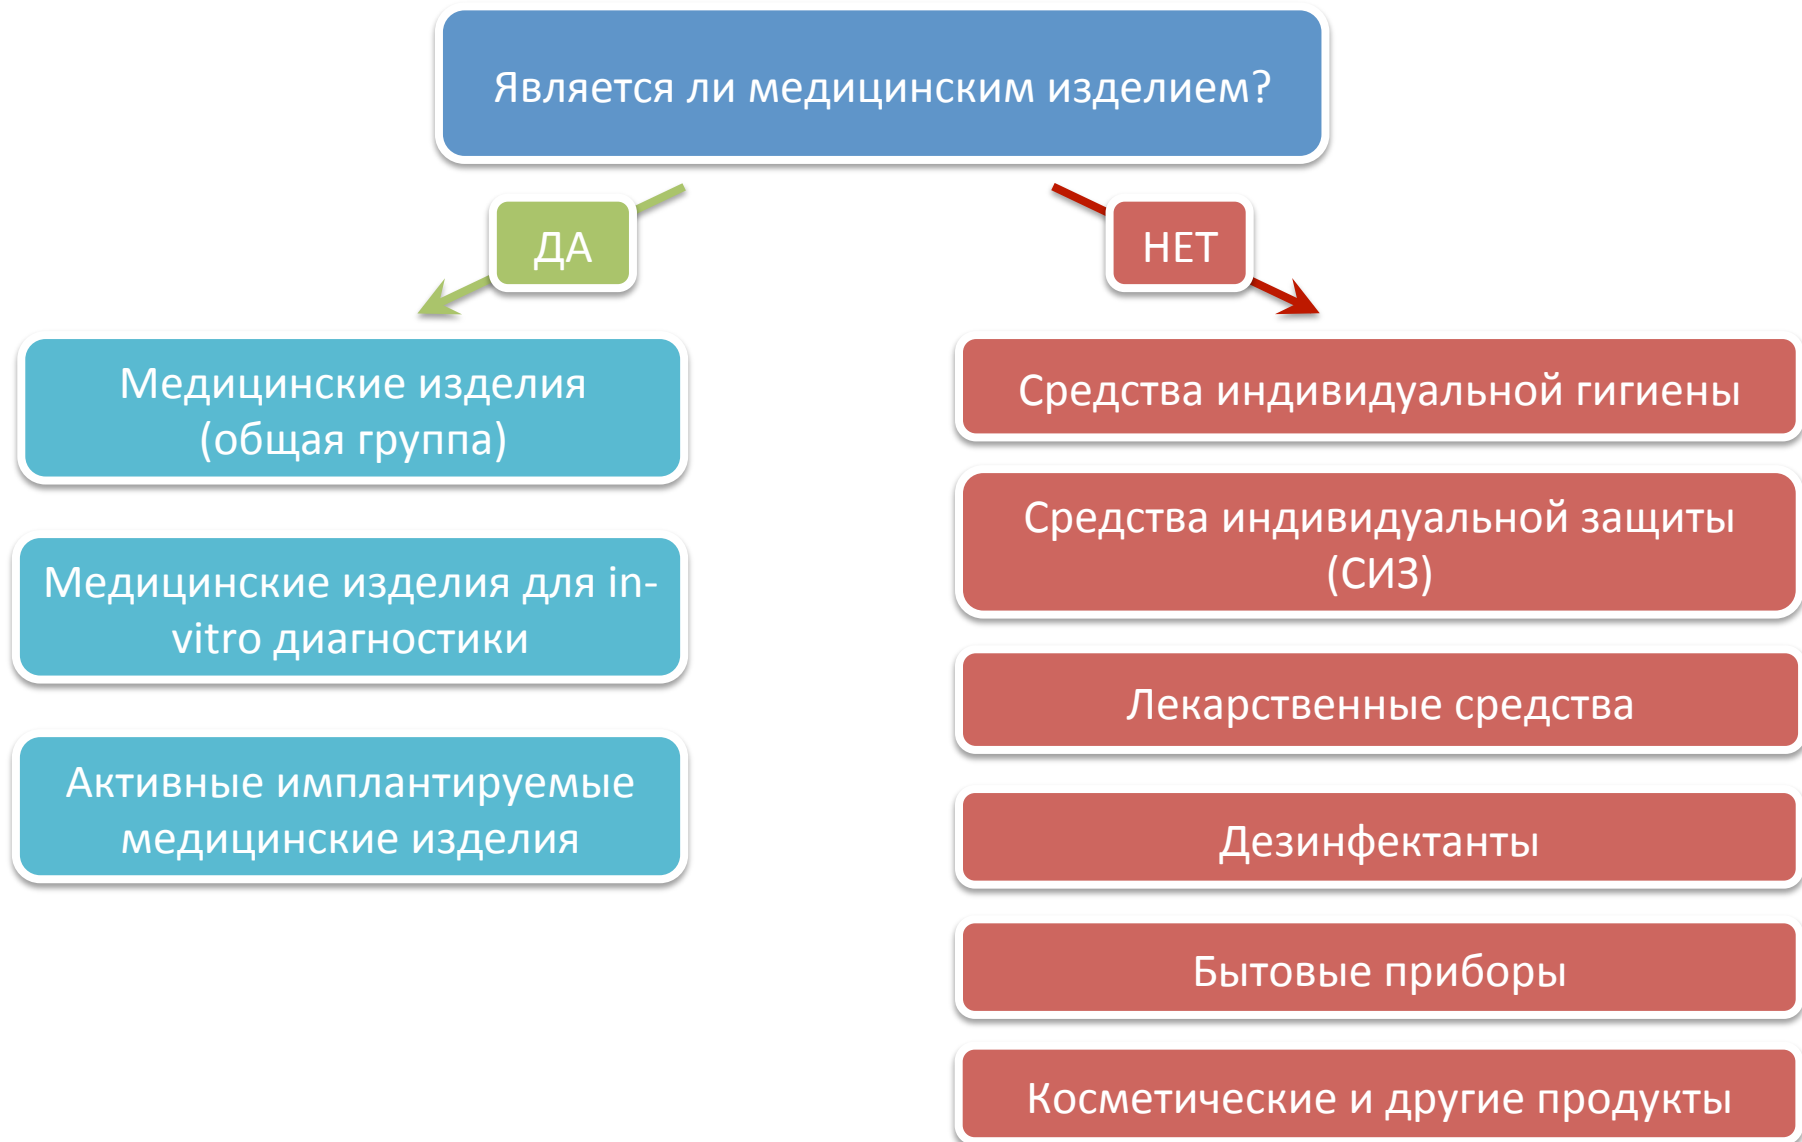 Является ли медицинским изделием?
ДА
НЕТ
Медицинские изделия
(общая группа)
Медицинские изделия для in-
vitro диагностики
Активные имплантируемые
медицинские изделия
Средства индивидуальной гигиены
Средства индивидуальной защиты
(СИЗ)
Лекарственные средства
Дезинфектанты
Бытовые приборы
Косметические и другие продукты